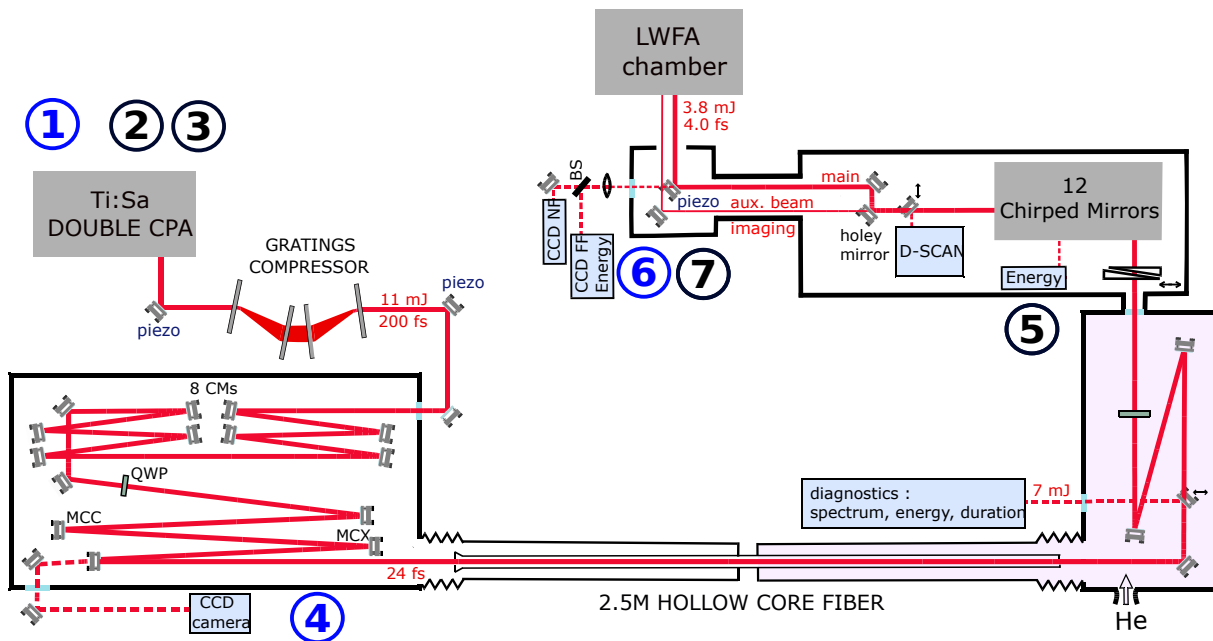 LWFA
chamber
3.8 mJ
4.0 fs
1
2
3
Ti:Sa
DOUBLE CPA
GRATINGS
COMPRESSOR
piezo
11 mJ
200 fs
piezo
BS
CCD NF
CCD FF
Energy
piezo
main
aux. beam
imaging
holey
mirror
D-SCAN
12
Chirped Mirrors
Energy
6
7
5
8 CMs
QWP
MCC
MCX
24 fs
CCD
camera
4
diagnostics :
spectrum, energy, duration
7 mJ
2.5M HOLLOW CORE FIBER
He